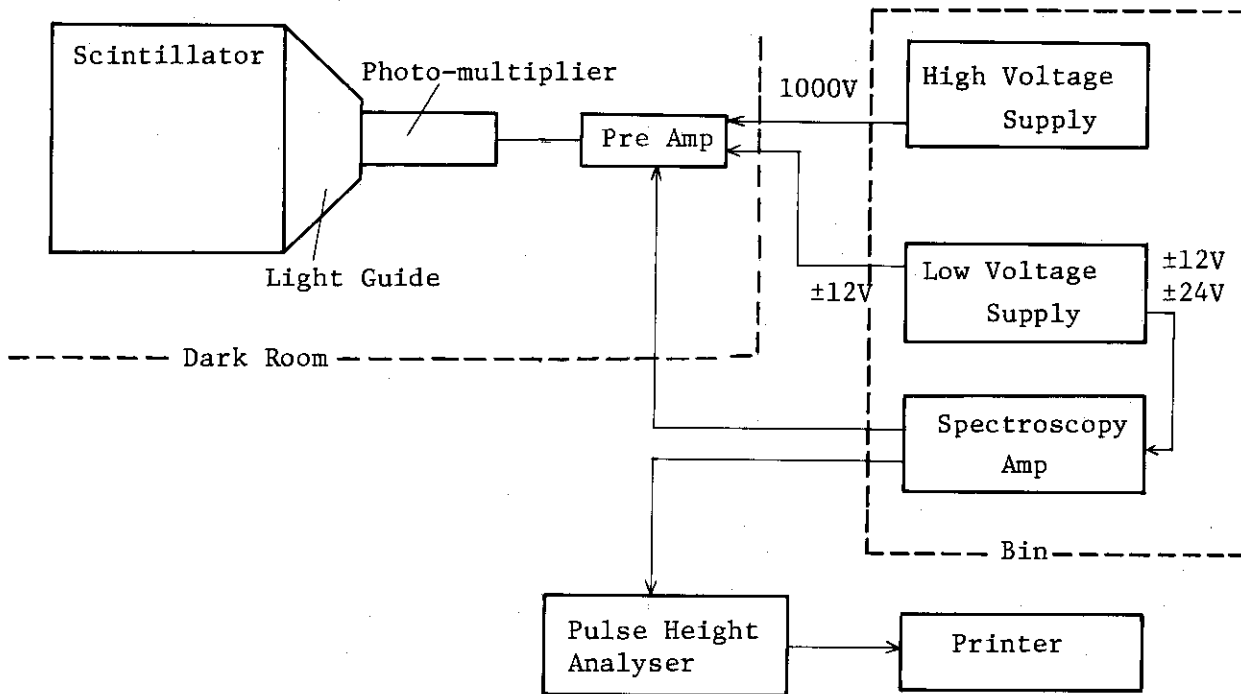 Scintillator
Photo-multiplier
1000V
High Voltage
Supply
Pre Amp
Light Guide
±12V
Low Voltage
Supply
±12V
±24V
Dark Room
Spectroscopy
Amp
Bin
Pulse Height
Analyser
Printer